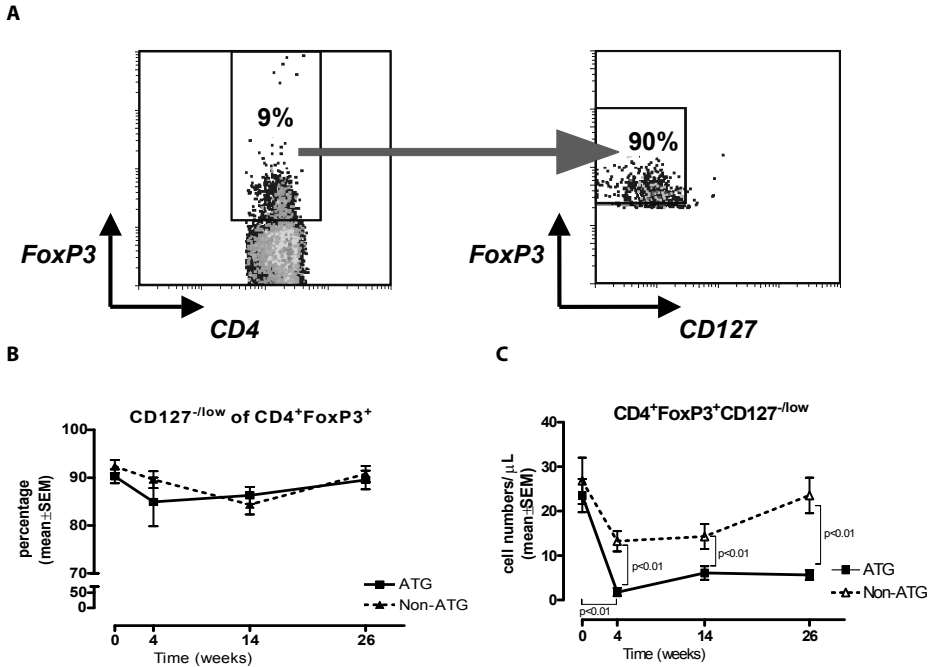 A
9%
90%
FoxP3
CD4
FoxP3
CD127
B
CD127-/low of CD4+FoxP3+
percentage
(mean±SEM)
100
90
80
70
50
0
0 4 14 26
Time (weeks)
ATG
Non-ATG
C
CD4+FoxP3+CD127-/low
cell numbers/ μL
(mean±SEM)
40
30
20
10
0
p<0.01
p<0.01
p<0.01
p<0.01
0 4 14 26
Time (weeks)
ATG
Non-ATG